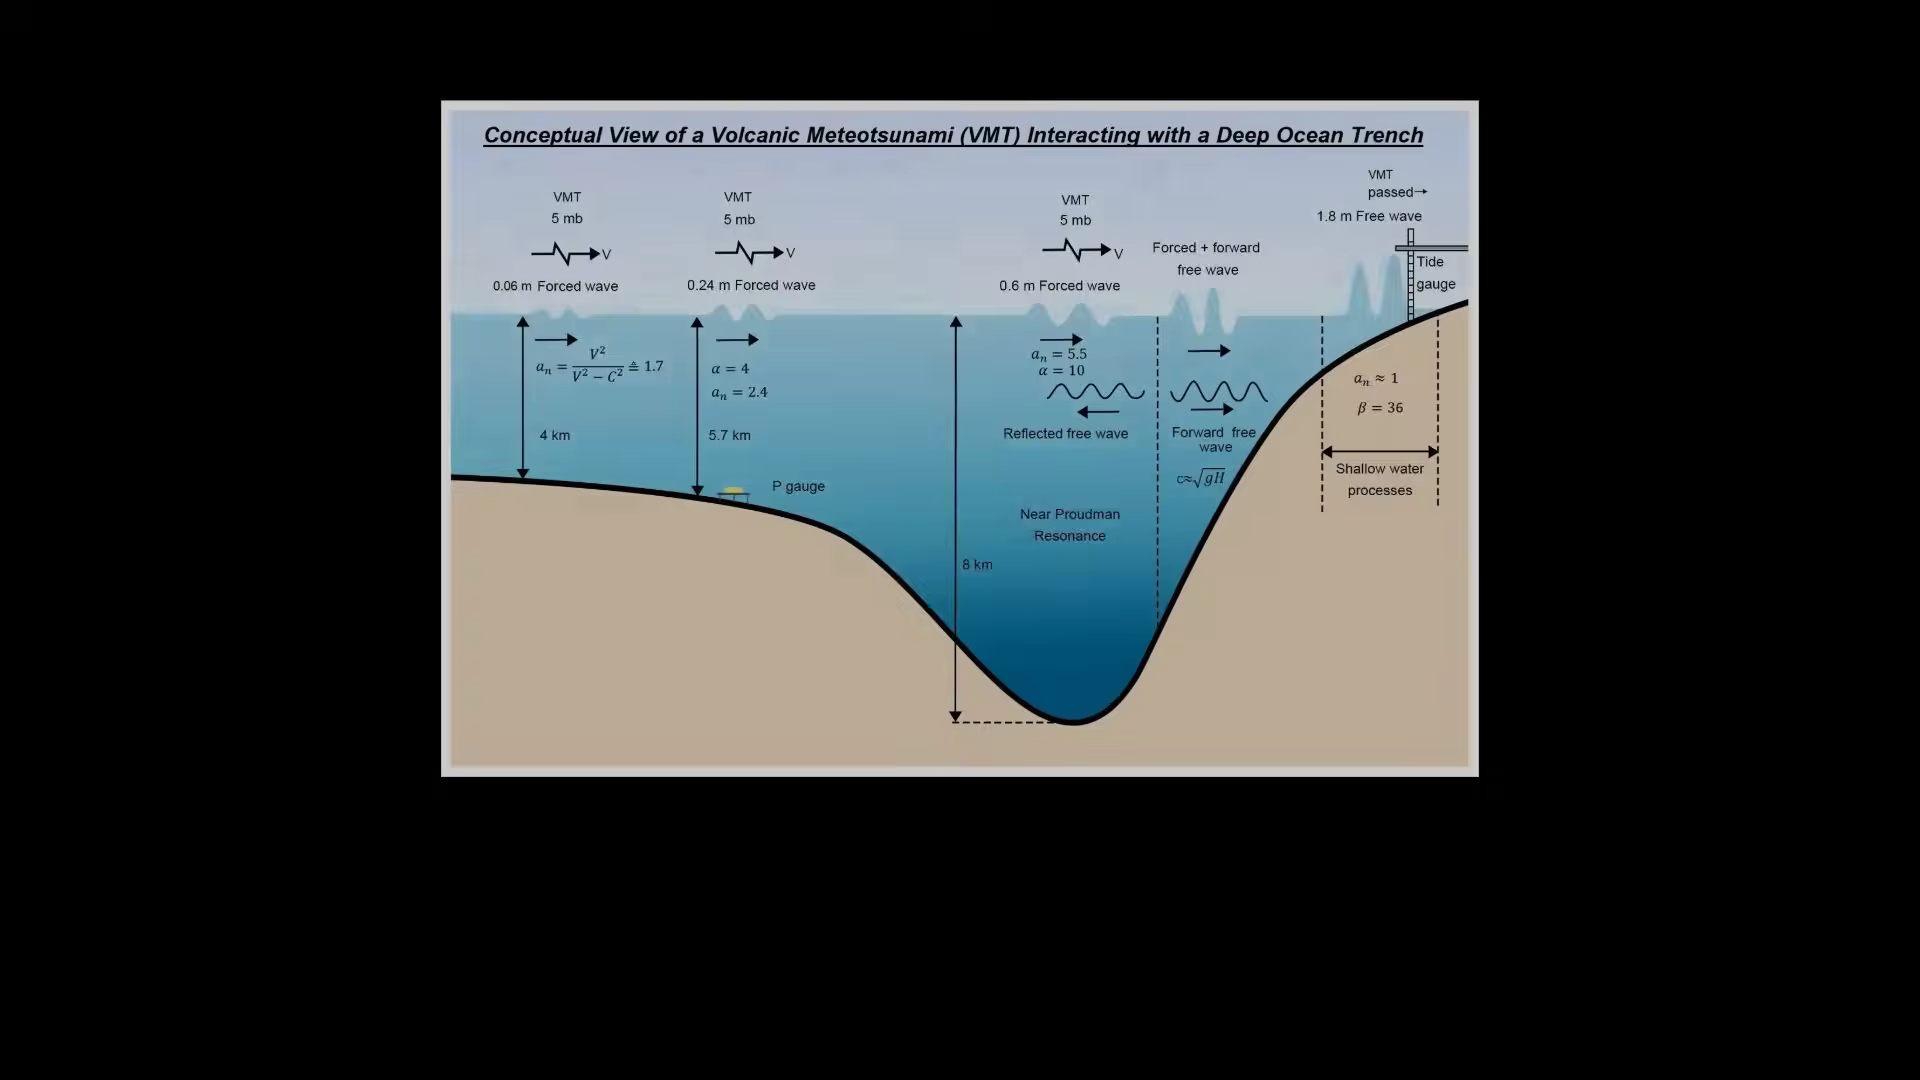 Conceptual View of a Volcanic Meteotsunami (VMT) Interacting with a Deep Ocean Trench
VMT
5 mb
V
0.06 m Forced wave
VMT
5 mb
V
0.24 m Forced wave
VMT
5 mb
V
0.6 m Forced wave
Forced + forward
free wave
VMT
passed→
1.8 m Free wave
Tide
gauge
aₙ = V² / (V² − C²) ≙ 1.7
4 km
α = 4
aₙ = 2.4
5.7 km
P gauge
8 km
aₙ = 5.5
α = 10
Reflected free wave
Near Proudman
Resonance
Forward free
wave
c≈√gH
aₙ ≈ 1
β = 36
Shallow water
processes